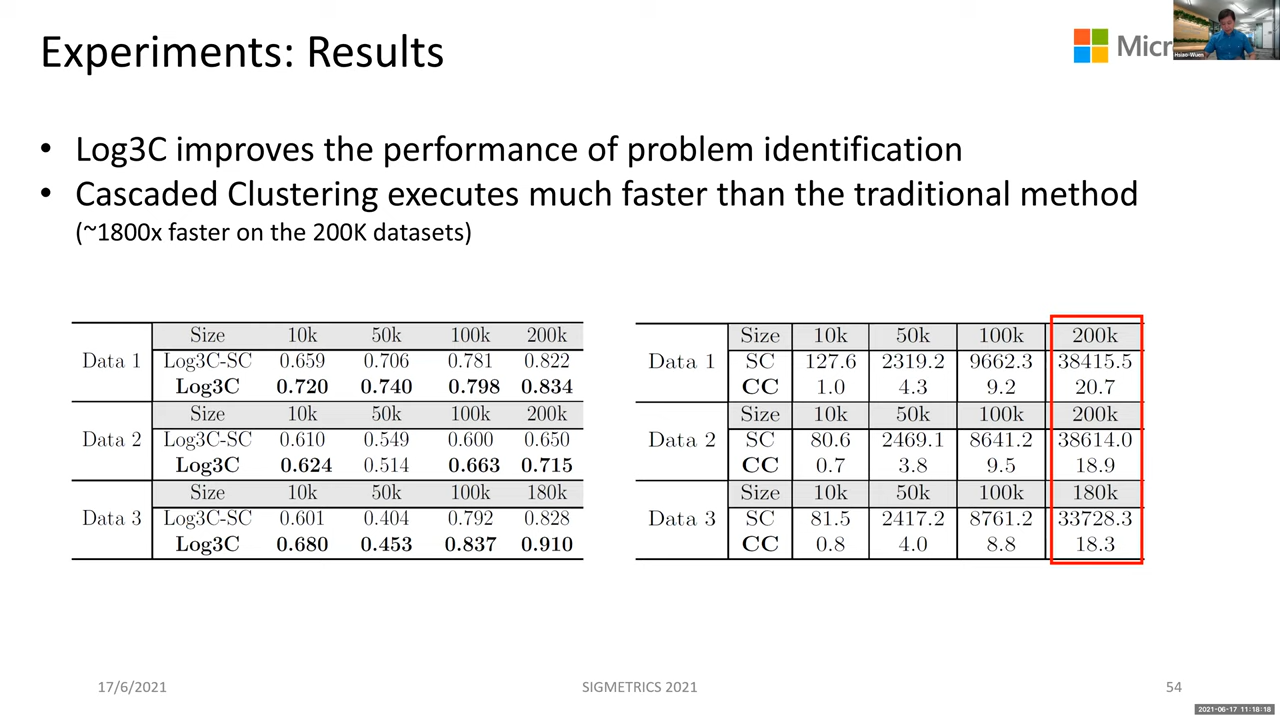 Experiments: Results
Micr
Hsiao-Wuen
• Log3C improves the performance of problem identification
• Cascaded Clustering executes much faster than the traditional method
(~1800x faster on the 200K datasets)
Data 1 Size 10k 50k 100k 200k
Log3C-SC 0.659 0.706 0.781 0.822
Log3C 0.720 0.740 0.798 0.834
Data 2 Size 10k 50k 100k 200k
Log3C-SC 0.610 0.549 0.600 0.650
Log3C 0.624 0.514 0.663 0.715
Data 3 Size 10k 50k 100k 180k
Log3C-SC 0.601 0.404 0.792 0.828
Log3C 0.680 0.453 0.837 0.910
Data 1 Size 10k 50k 100k 200k
SC 127.6 2319.2 9662.3 38415.5
CC 1.0 4.3 9.2 20.7
Data 2 Size 10k 50k 100k 200k
SC 80.6 2469.1 8641.2 38614.0
CC 0.7 3.8 9.5 18.9
Data 3 Size 10k 50k 100k 180k
SC 81.5 2417.2 8761.2 33728.3
CC 0.8 4.0 8.8 18.3
17/6/2021
SIGMETRICS 2021
54
2021-06-17 11:18:18